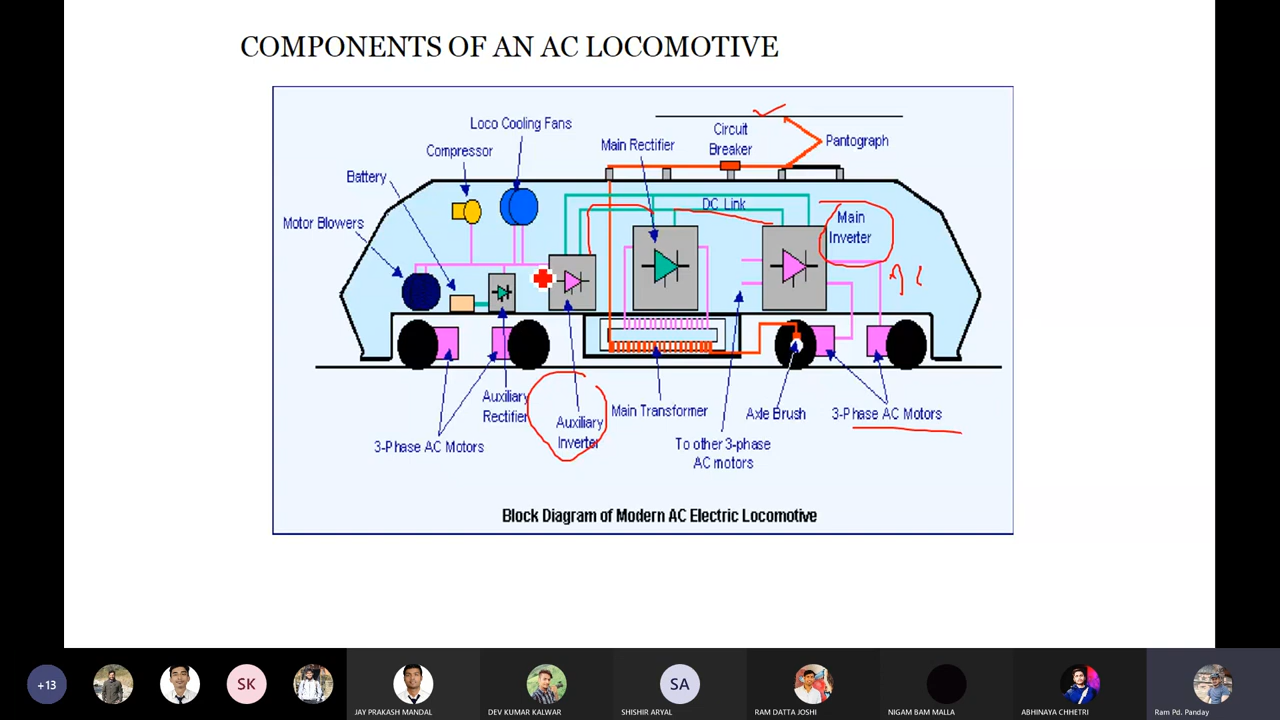 COMPONENTS OF AN AC LOCOMOTIVE
Loco Cooling Fans
Compressor
Battery
Motor Blowers
Main Rectifier
Circuit
Breaker
Pantograph
DC Link
Main
Inverter
AC
Auxiliary
Rectifier
3-Phase AC Motors
Auxiliary
Inverter
Main Transformer
To other 3-phase
AC motors
Axle Brush
3-Phase AC Motors
Block Diagram of Modern AC Electric Locomotive
+13
SK
JAY PRAKASH MANDAL
DEV KUMAR KALWAR
SA
SHISHIR ARYAL
RAM DATTA JOSHI
NIGAM BAM MALLA
ABHINAYA CHHETRI
Ram Pd. Panday